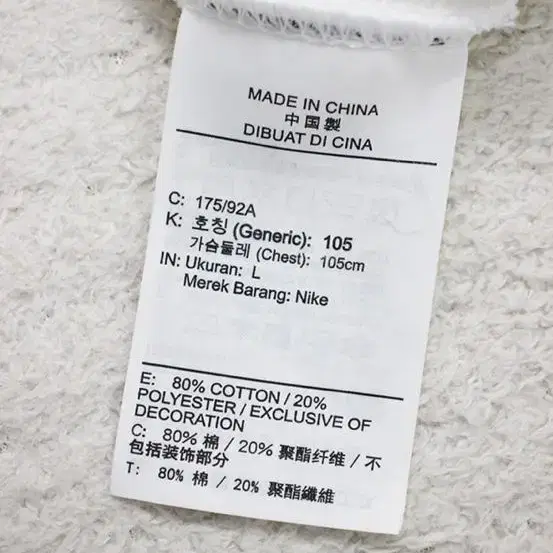 MADE IN CHINA
中国製
DIBUAT DI CINA
C: 175/92A
K: 호칭 (Generic): 105
가슴둘레 (Chest): 105cm
IN: Ukuran: L
Merek Barang: Nike
E: 80% COTTON / 20%
POLYESTER / EXCLUSIVE OF
DECORATION
C: 80% 棉 / 20% 聚酯纤维 / 不
包括装饰部分
T: 80% 棉 / 20% 聚酯纖維